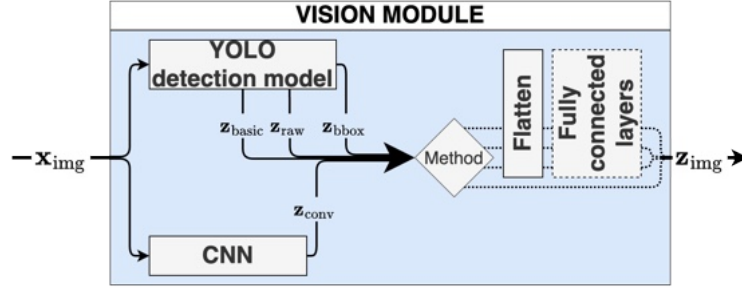 VISION MODULE
YOLO
detection model
z_basic z_raw z_bbox
x_img
Method
Flatten
Fully
connected
layers
z_img
z_conv
CNN